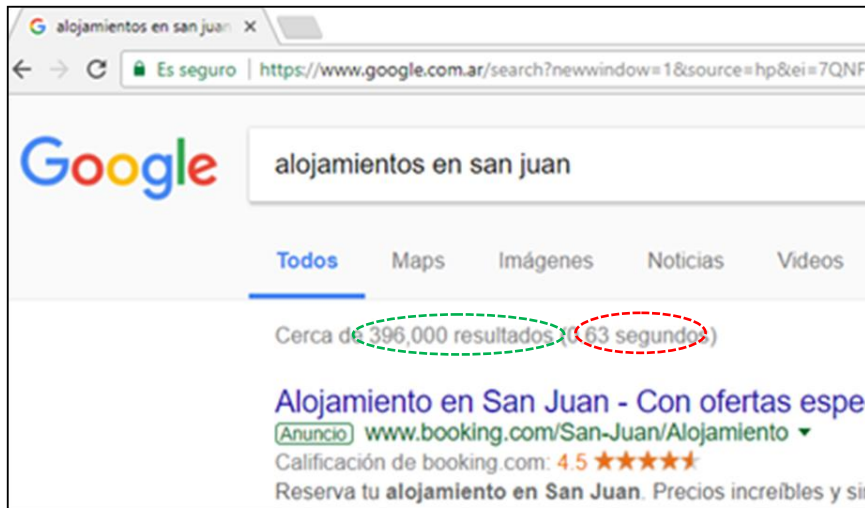 alojamientos en san juan
Es seguro | https://www.google.com.ar/search?newwindow=1&source=hp&ei=7QNF
Google
alojamientos en san juan
Todos Maps Imágenes Noticias Videos
Cerca de 396,000 resultados (0.63 segundos)
Alojamiento en San Juan - Con ofertas espe
Anuncio www.booking.com/San-Juan/Alojamiento
Calificación de booking.com: 4.5
Reserva tu alojamiento en San Juan. Precios increíbles y sin